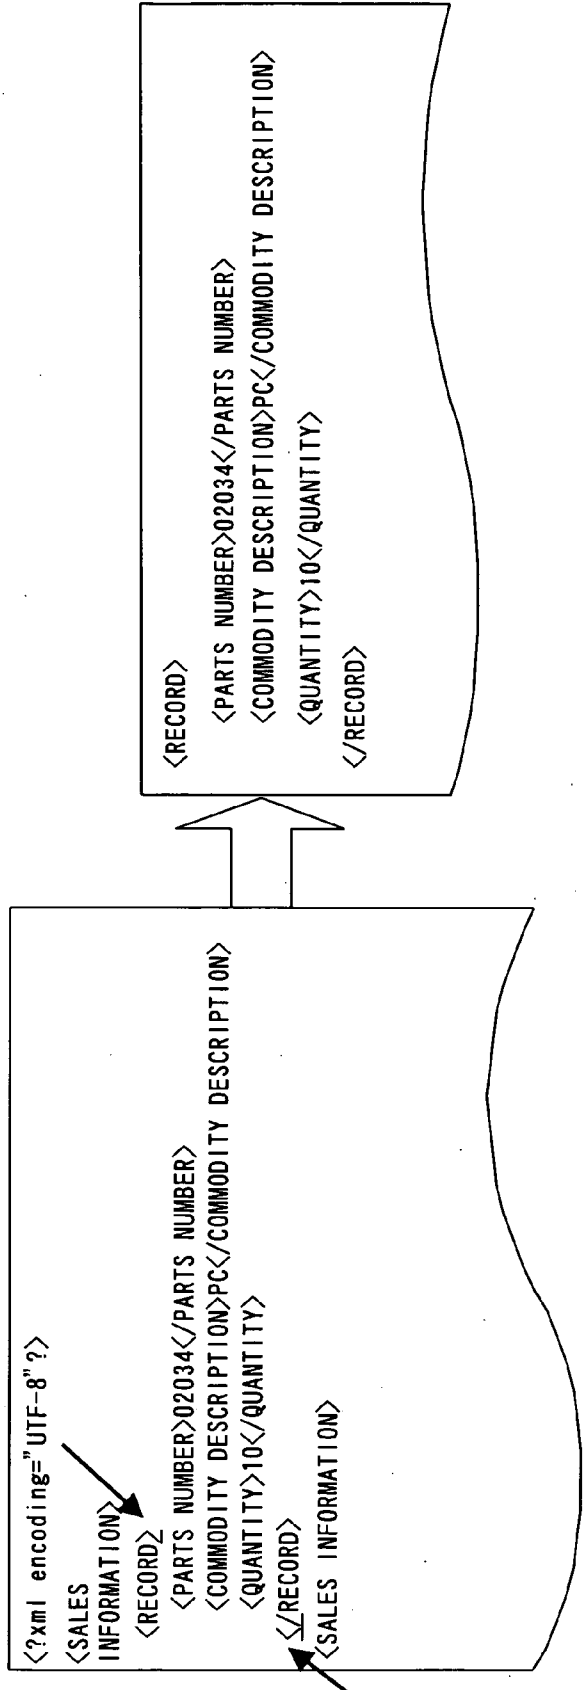 <?xml encoding="UTF-8"?>
<SALES
INFORMATION>
<RECORD>
<PARTS NUMBER>02034</PARTS NUMBER>
<COMMODITY DESCRIPTION>PC</COMMODITY DESCRIPTION>
<QUANTITY>10</QUANTITY>
</RECORD>
<SALES INFORMATION>
<RECORD>
<PARTS NUMBER>02034</PARTS NUMBER>
<COMMODITY DESCRIPTION>PC</COMMODITY DESCRIPTION>
<QUANTITY>10</QUANTITY>
</RECORD>